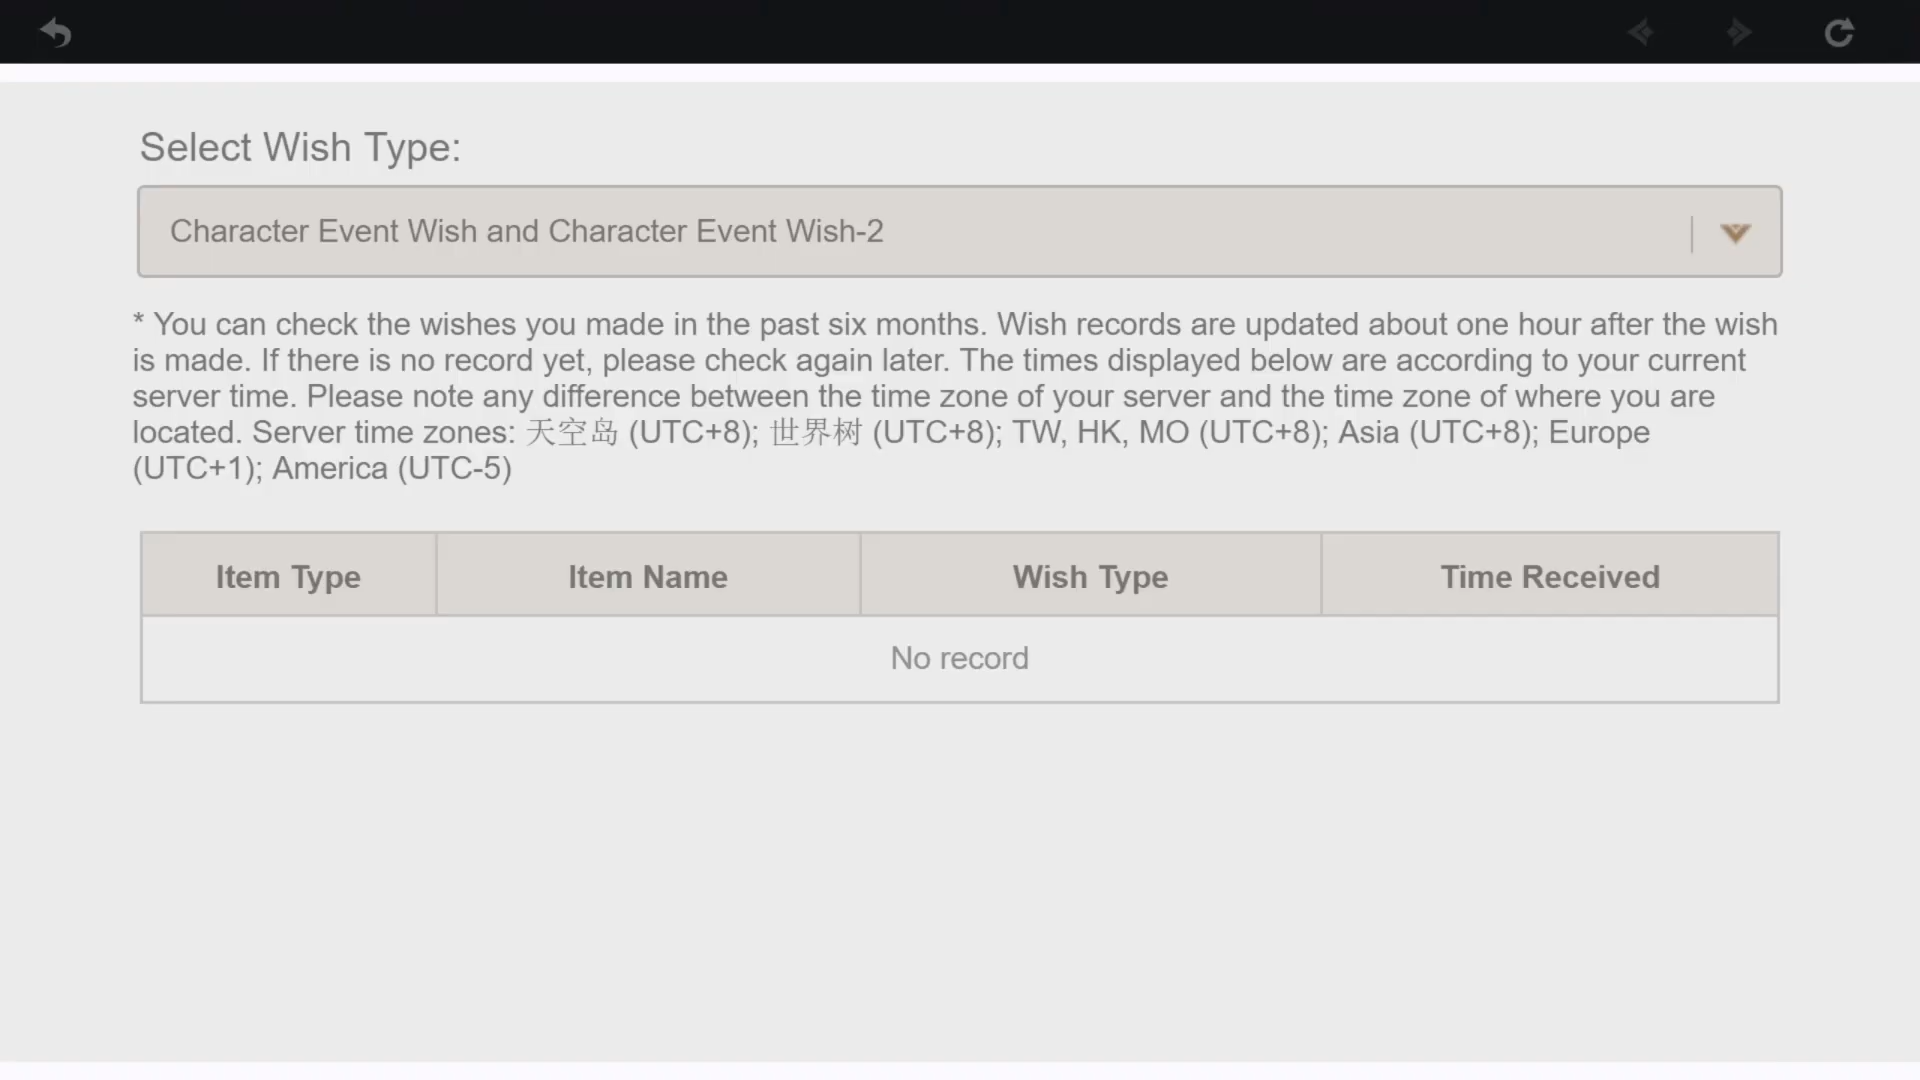 Select Wish Type:
Character Event Wish and Character Event Wish-2
* You can check the wishes you made in the past six months. Wish records are updated about one hour after the wish
is made. If there is no record yet, please check again later. The times displayed below are according to your current
server time. Please note any difference between the time zone of your server and the time zone of where you are
located. Server time zones: 天空岛 (UTC+8); 世界树 (UTC+8); TW, HK, MO (UTC+8); Asia (UTC+8); Europe
(UTC+1); America (UTC-5)
Item Type Item Name Wish Type Time Received
No record